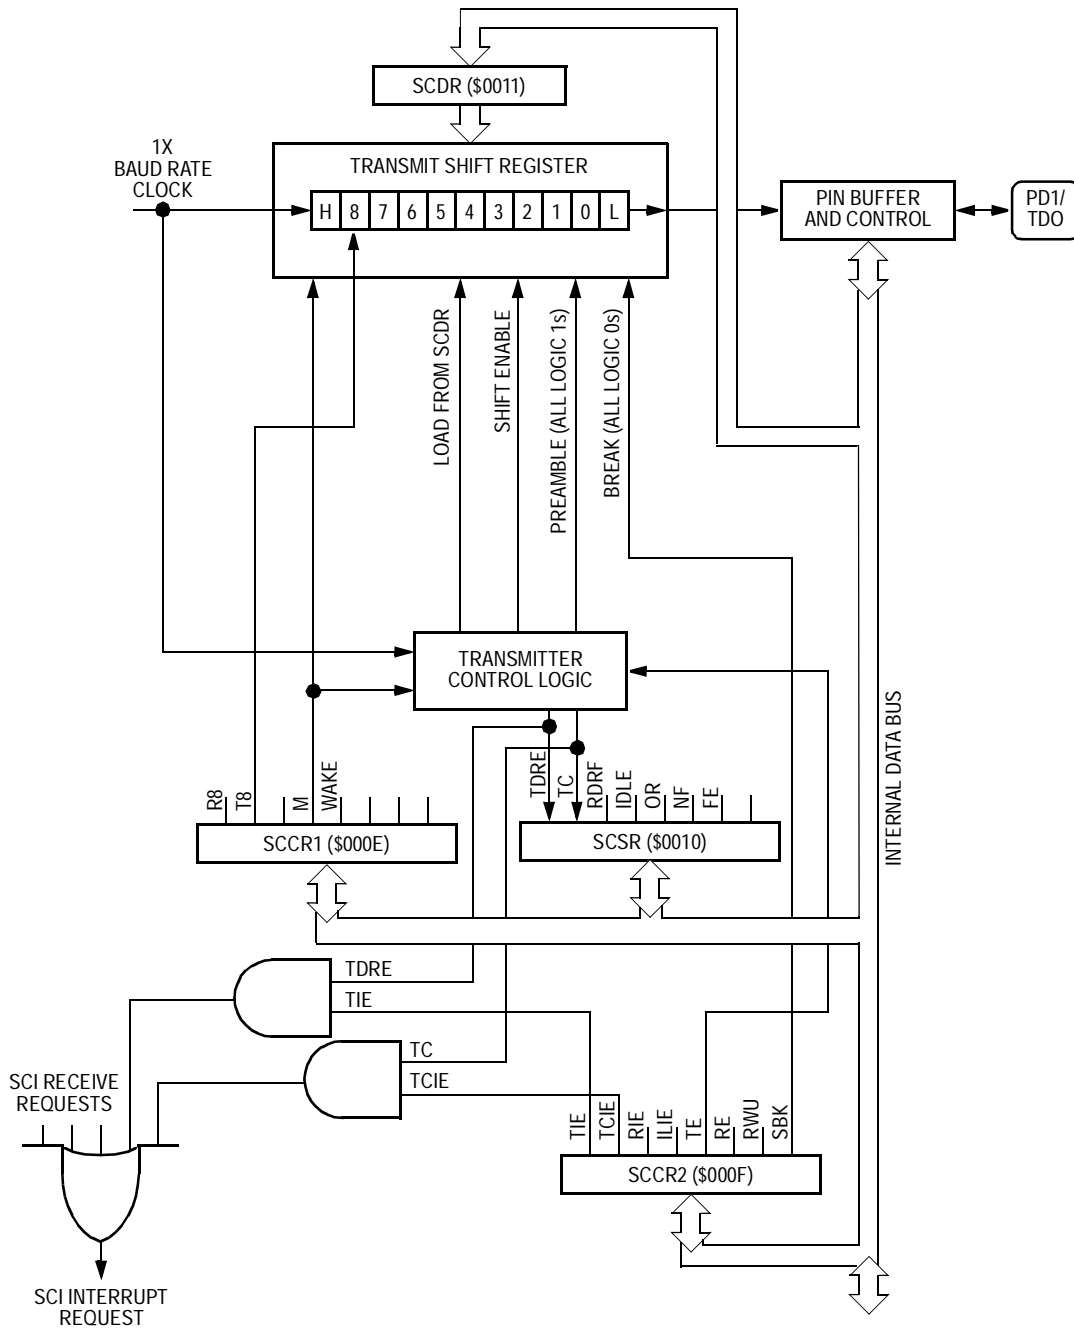 SCDR ($0011)
1X
BAUD RATE
CLOCK
TRANSMIT SHIFT REGISTER
H 8 7 6 5 4 3 2 1 0 L
PIN BUFFER
AND CONTROL
PD1/
TDO
LOAD FROM SCDR
SHIFT ENABLE
PREAMBLE (ALL LOGIC 1s)
BREAK (ALL LOGIC 0s)
TRANSMITTER
CONTROL LOGIC
INTERNAL DATA BUS
R8
T8
M
WAKE
SCCR1 ($000E)
TDRE
TC
RDRF
IDLE
OR
NF
FE
SCSR ($0010)
TDRE
TIE
TC
TCIE
SCI RECEIVE
REQUESTS
TIE
TCIE
RIE
ILIE
TE
RE
RWU
SBK
SCCR2 ($000F)
SCI INTERRUPT
REQUEST